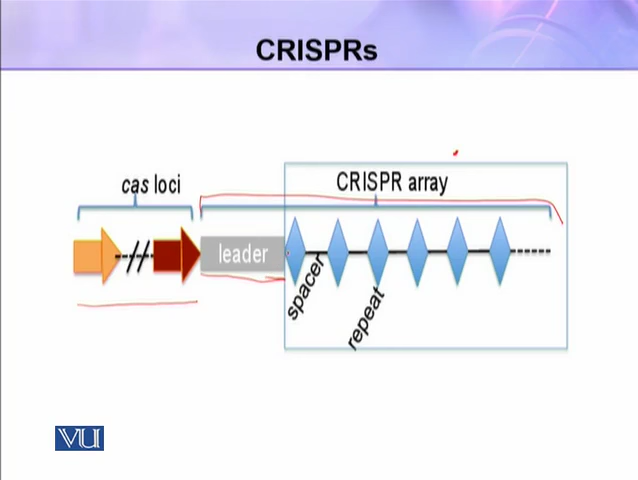 CRISPRs
cas loci
CRISPR array
leader
spacer
repeat
VU